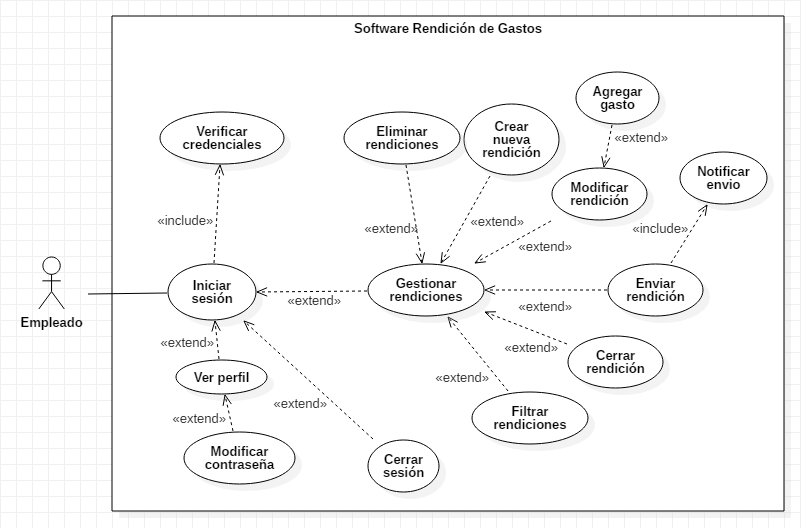 Software Rendición de Gastos
Agregar
gasto
Verificar
credenciales
Eliminar
rendiciones
Crear
nueva
rendición
«extend»
Modificar
rendición
Notificar
envio
«include»
«extend»
«extend»
«extend»
«include»
Empleado
Iniciar
sesión
«extend»
Gestionar
rendiciones
«extend»
Enviar
rendición
«extend»
«extend»
Cerrar
rendición
Ver perfil
«extend»
«extend»
«extend»
Filtrar
rendiciones
Modificar
contraseña
Cerrar
sesión